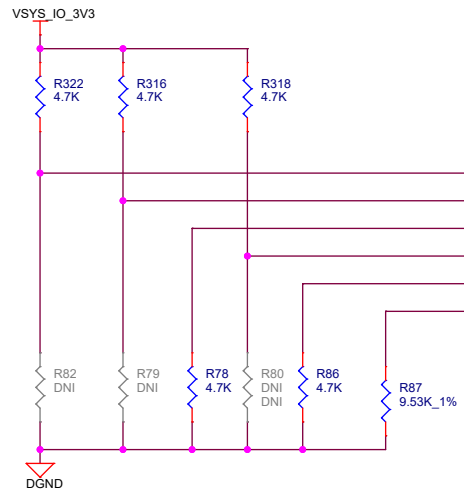 VSYS_IO_3V3
R322
4.7K
R316
4.7K
R318
4.7K
R82
DNI
R79
DNI
R78
4.7K
R80
DNI
DNI
R86
4.7K
R87
9.53K_1%
DGND